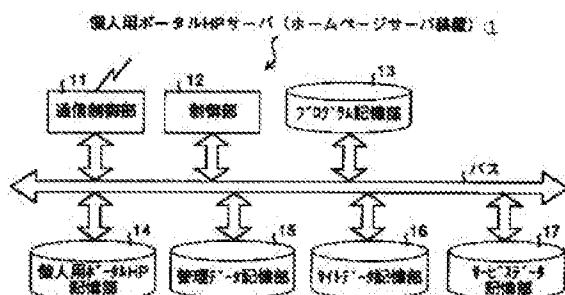 個人用ポータルHPサーバ（ホームページサーバ装置）1
11
12
13
通信制御部
制御部
プログラム記憶部
バス
14
15
16
17
個人用ポータルHP
記憶部
管理データ記憶部
サイトデータ記憶部
サービスデータ
記憶部